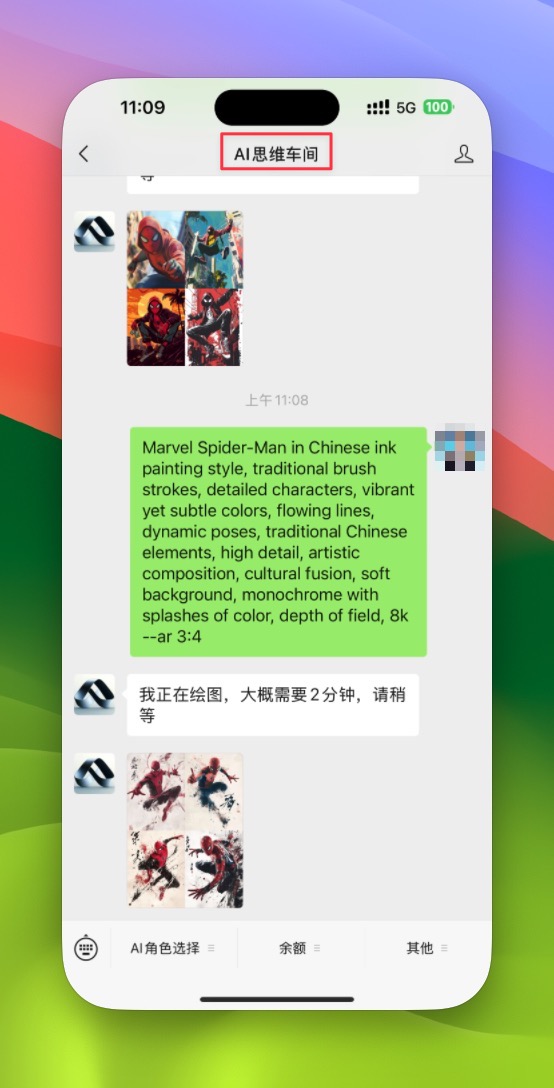 11:09
5G
100
AI思维车间
等
上午11:08
Marvel Spider-Man in Chinese ink
painting style, traditional brush
strokes, detailed characters, vibrant
yet subtle colors, flowing lines,
dynamic poses, traditional Chinese
elements, high detail, artistic
composition, cultural fusion, soft
background, monochrome with
splashes of color, depth of field, 8k
--ar 3:4
我正在绘图，大概需要2分钟，请稍
等
AI角色选择
余额
其他